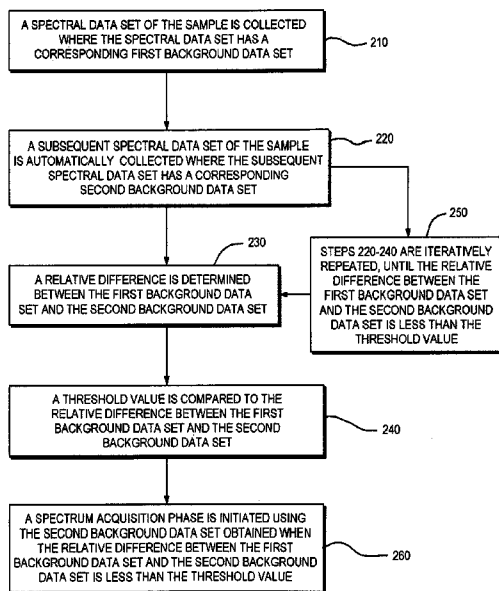 A SPECTRAL DATA SET OF THE SAMPLE IS COLLECTED
WHERE THE SPECTRAL DATA SET HAS A
CORRESPONDING FIRST BACKGROUND DATA SET
210
A SUBSEQUENT SPECTRAL DATA SET OF THE SAMPLE
IS AUTOMATICALLY COLLECTED WHERE THE SUBSEQUENT
SPECTRAL DATA SET HAS A CORRESPONDING
SECOND BACKGROUND DATA SET
220
250
STEPS 220-240 ARE ITERATIVELY
REPEATED, UNTIL THE RELATIVE
DIFFERENCE BETWEEN THE
FIRST BACKGROUND DATA SET
AND THE SECOND BACKGROUND
DATA SET IS LESS THAN THE
THRESHOLD VALUE
230
A RELATIVE DIFFERENCE IS DETERMINED
BETWEEN THE FIRST BACKGROUND DATA
SET AND THE SECOND BACKGROUND DATA SET
A THRESHOLD VALUE IS COMPARED TO THE
RELATIVE DIFFERENCE BETWEEN THE FIRST
BACKGROUND DATA SET AND THE SECOND
BACKGROUND DATA SET
240
A SPECTRUM ACQUISITION PHASE IS INITIATED USING
THE SECOND BACKGROUND DATA SET OBTAINED WHEN
THE RELATIVE DIFFERENCE BETWEEN THE FIRST
BACKGROUND DATA SET AND THE SECOND BACKGROUND
DATA SET IS LESS THAN THE THRESHOLD VALUE
260